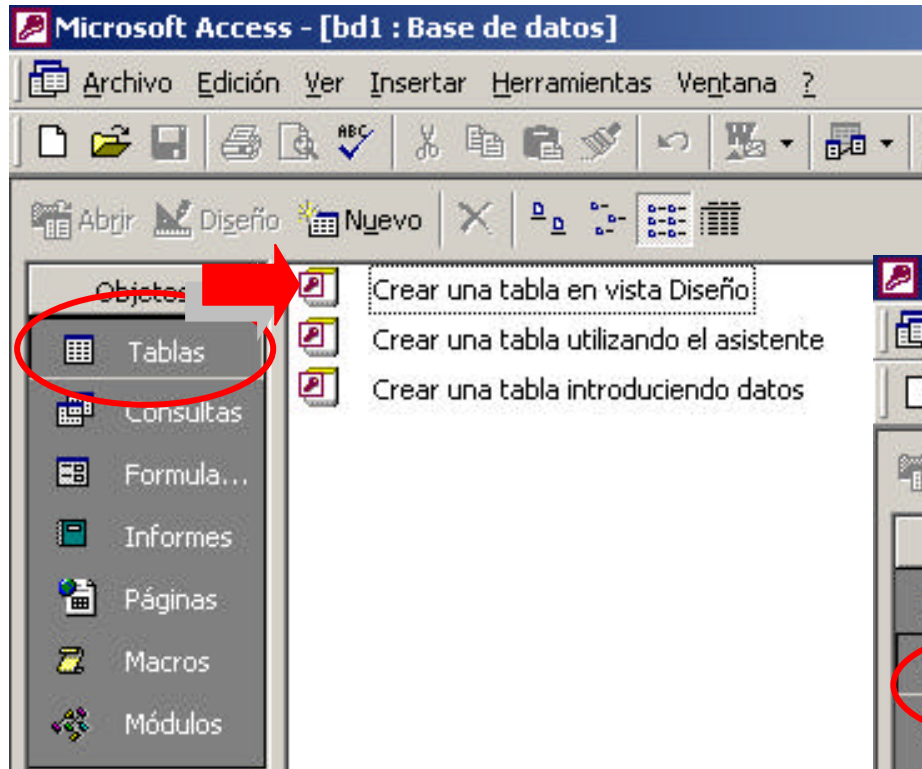 Microsoft Access - [bd1 : Base de datos]
Archivo Edición Ver Insertar Herramientas Ventana ?
ABC
Abrir Diseño Nuevo
Objetos
Crear una tabla en vista Diseño
Crear una tabla utilizando el asistente
Crear una tabla introduciendo datos
Tablas
Consultas
Formula...
Informes
Páginas
Macros
Módulos